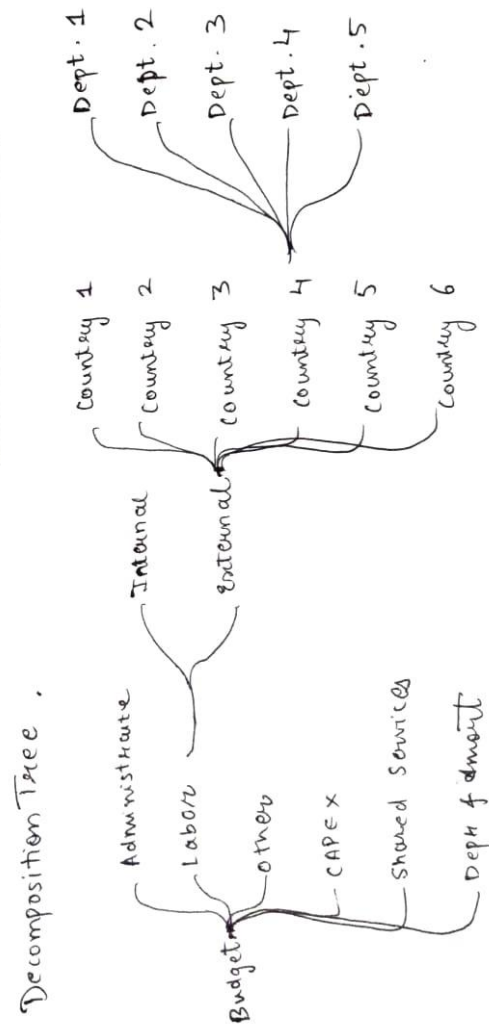 Decomposition Tree.
Budget
Administrate
Labor
Other
CAPEX
Shared Services
Depr & Amort
Internal
External
Country 1
Country 2
Country 3
Country 4
Country 5
Country 6
Dept. 1
Dept. 2
Dept. 3
Dept. 4
Dept. 5